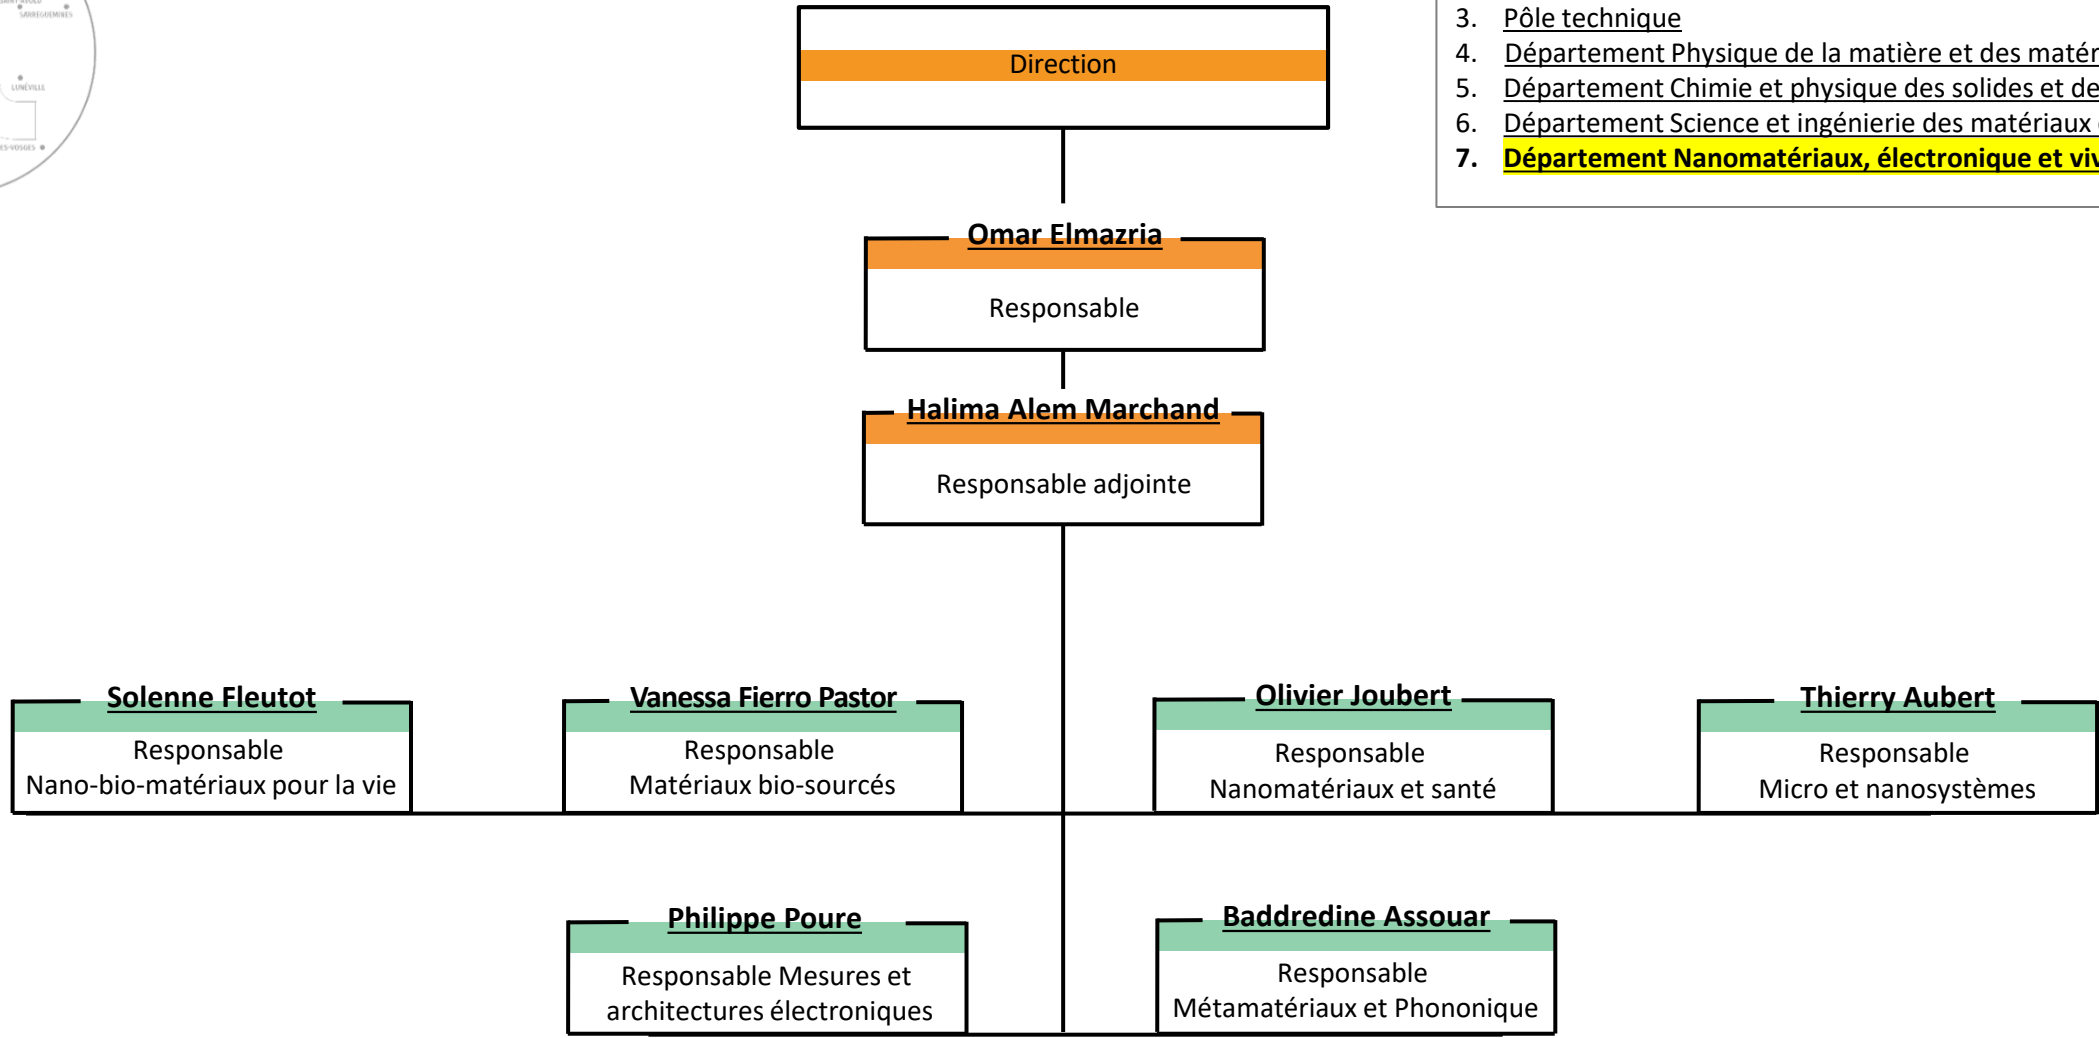 SARREGUEMINES
LUNÉVILLE
Direction
3. Pôle technique
4. Département Physique de la matière et des
5. Département Chimie et physique des solides et
6. Département Science et ingénierie des matériaux
7. Département Nanomatériaux, électronique et
Omar Elmazria
Responsable
Halima Alem Marchand
Responsable adjointe
Solenne Fleutot
Responsable
Nano-bio-matériaux pour la vie
Vanessa Fierro Pastor
Responsable
Matériaux bio-sourcés
Olivier Joubert
Responsable
Nanomatériaux et santé
Thierry Aubert
Responsable
Micro et nanosystèmes
Philippe Poure
Responsable Mesures et
architectures électroniques
Baddredine Assouar
Responsable
Métamatériaux et Phononique